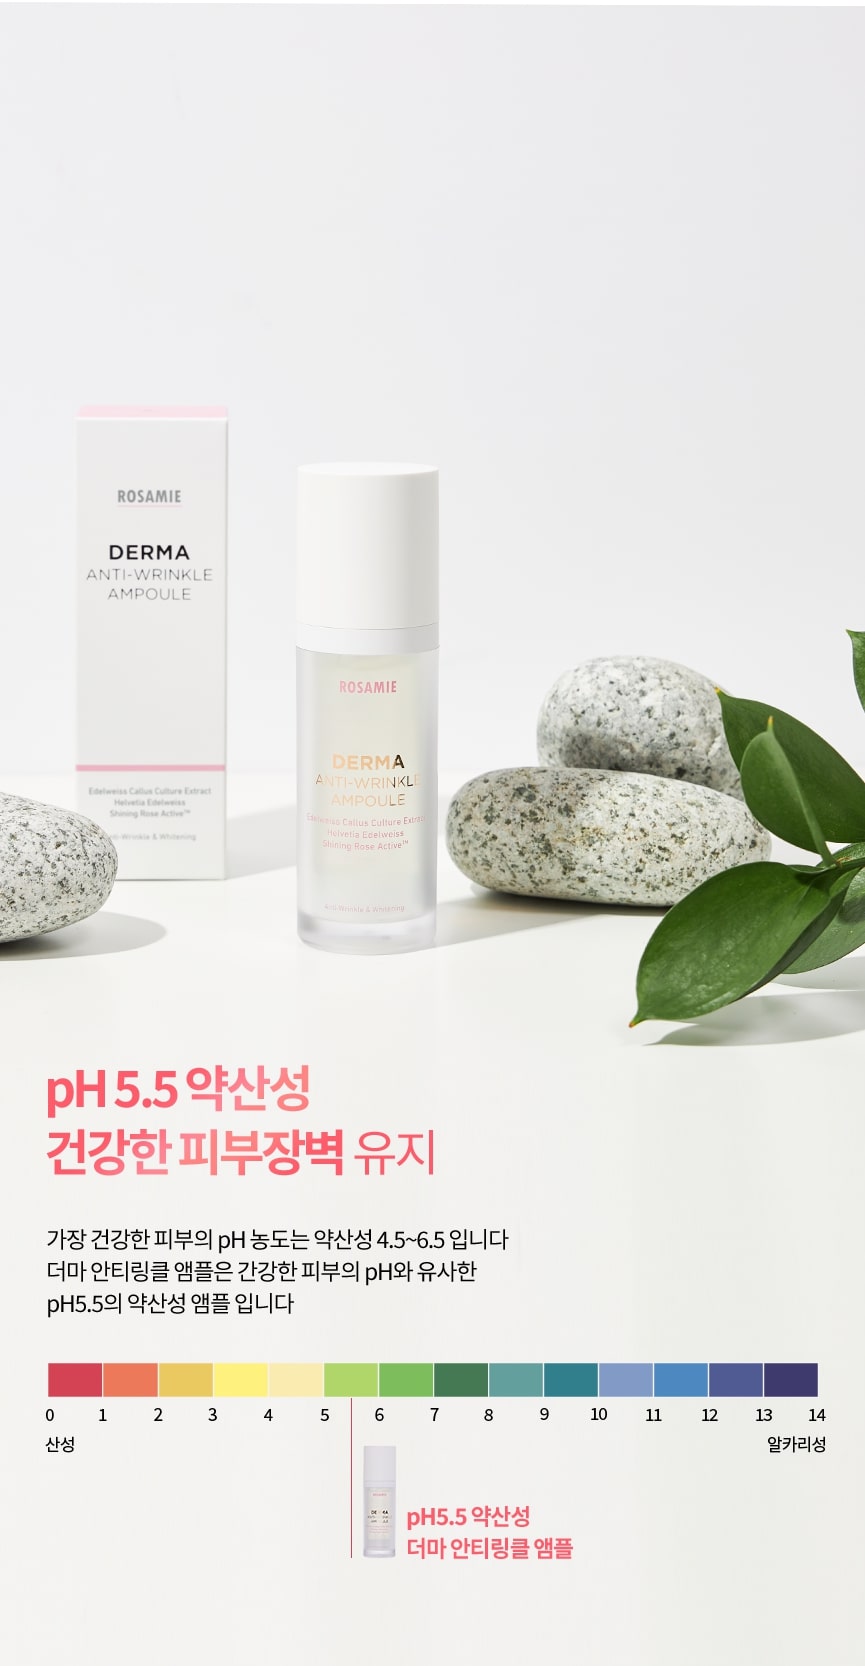 ROSAMIE
DERMA
ANTI-WRINKLE
AMPOULE
Edelweiss Callus Culture Extract
Helvetia Edelweiss
Shining Rose Active™
ti-Wrinkle & Whitening
ROSAMIE
DERMA
ANTI-WRINKLE
AMPOULE
Edelweiss Callus Culture Extract
Helvetia Edelweiss
Shining Rose Active™
Anti-Wrinkle & Whitening
pH 5.5 약산성
건강한 피부장벽 유지
가장 건강한 피부의 pH 농도는 약산성 4.5~6.5 입니다
더마 안티링클 앰플은 간강한 피부의 pH와 유사한
pH5.5의 약산성 앰플 입니다
0 1 2 3 4 5 6 7 8 9 10 11 12 13 14
산성 알카리성
DERMA
pH5.5 약산성
더마 안티링클 앰플